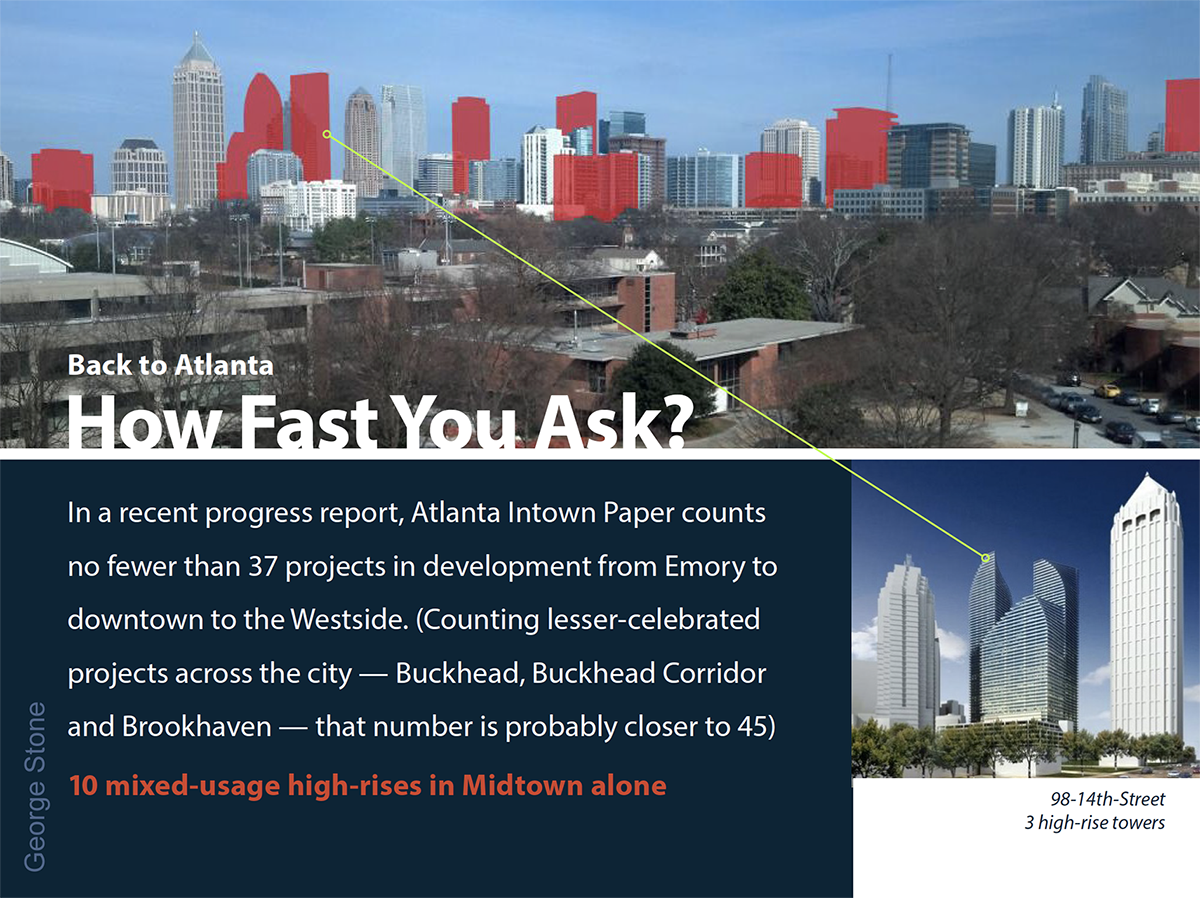 Back to Atlanta
How Fast You Ask?
In a recent progress report, Atlanta Intown Paper counts
no fewer than 37 projects in development from Emory to
downtown to the Westside. (Counting lesser-celebrated
projects across the city — Buckhead, Buckhead Corridor
and Brookhaven — that number is probably closer to 45)
10 mixed-usage high-rises in Midtown alone
George Stone
98-14th-Street
3 high-rise towers